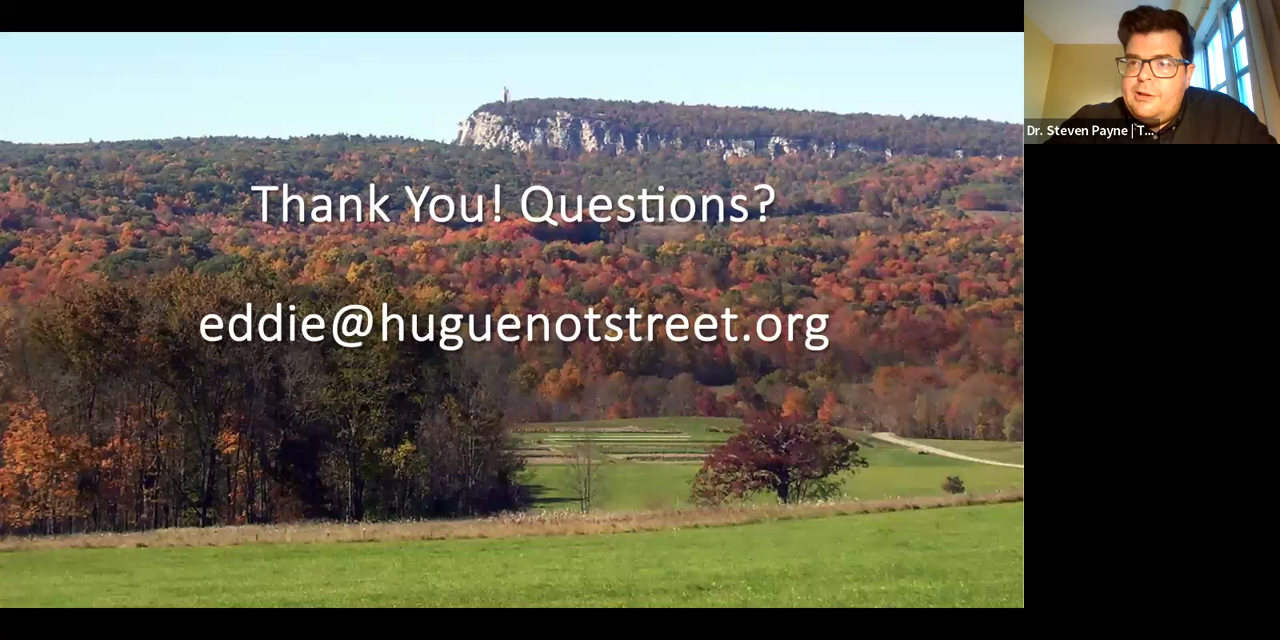 Thank You! Questions?
eddie@huguenotstreet.org
Dr. Steven Payne | T...